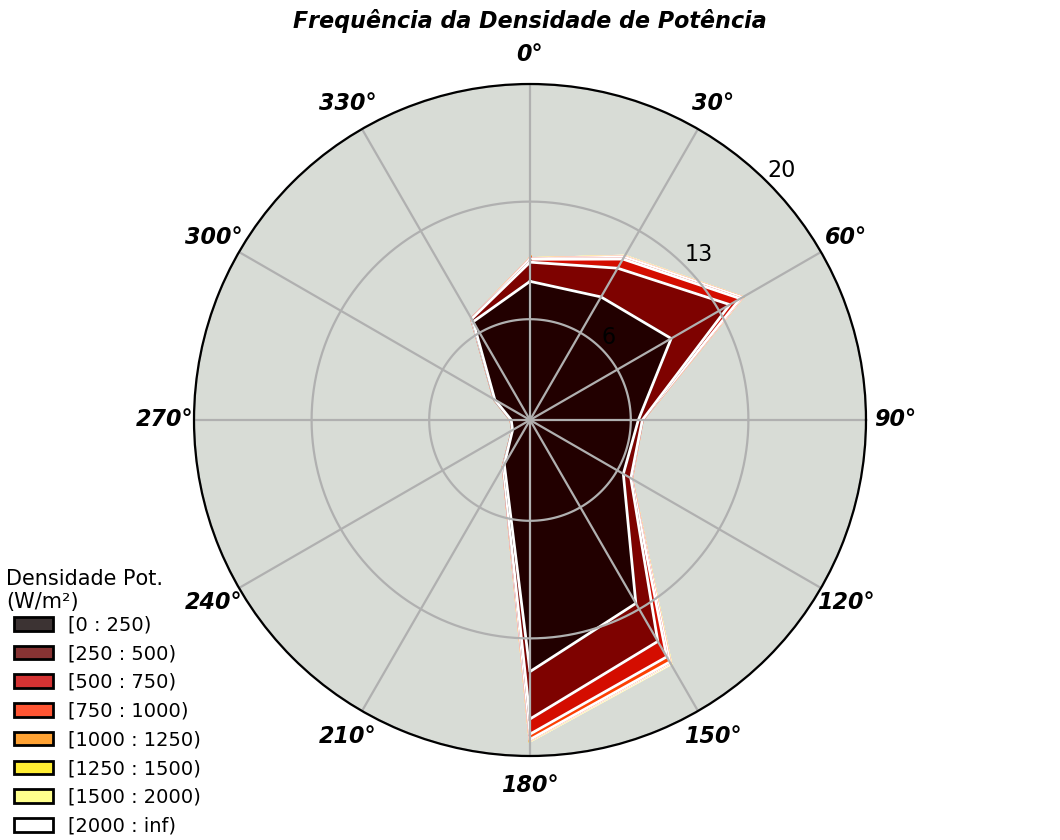 Frequência da Densidade de Potência
0°
330°
30°
20
300°
60°
13
6
270°
90°
240°
120°
210°
150°
180°
Densidade Pot.
(W/m²)
[0 : 250)
[250 : 500)
[500 : 750)
[750 : 1000)
[1000 : 1250)
[1250 : 1500)
[1500 : 2000)
[2000 : inf)